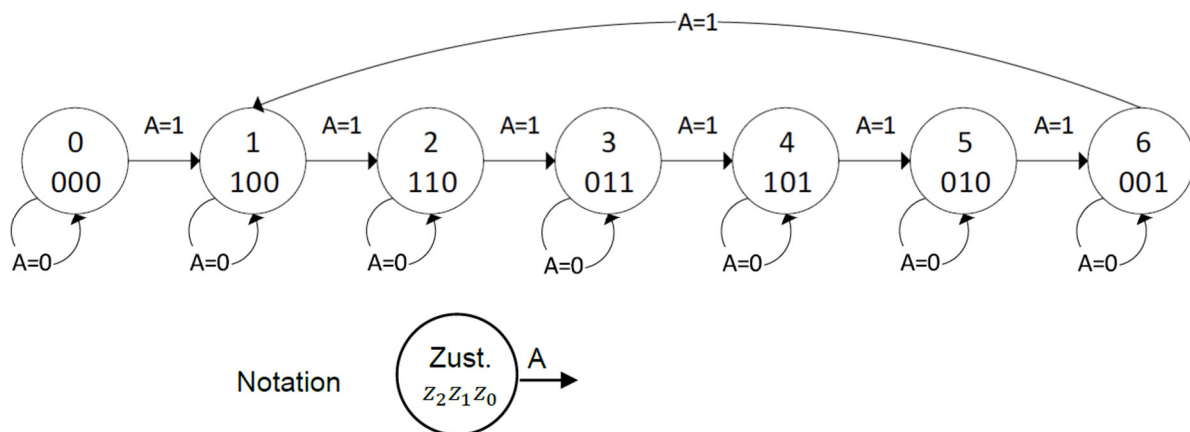 A=1
0 A=1 1 A=1 2 A=1 3 A=1 4 A=1 5 A=1 6
000 100 110 011 101 010 001
A=0 A=0 A=0 A=0 A=0 A=0 A=0
Zust. A
Notation z₂z₁z₀